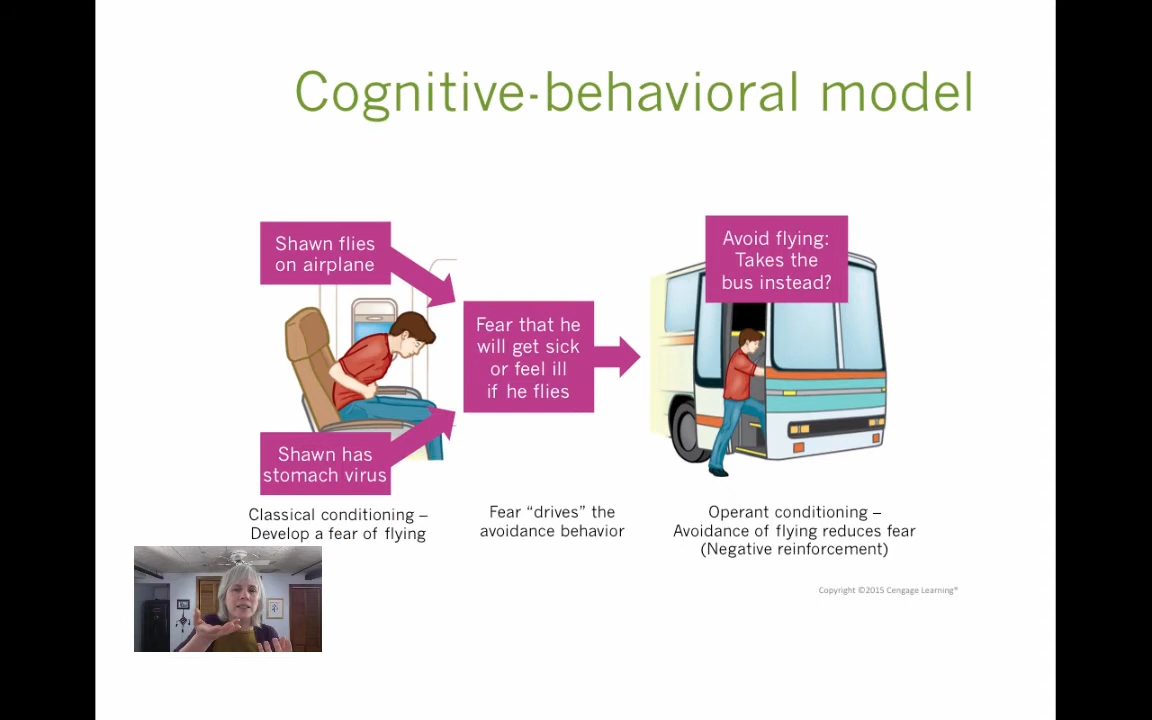 Cognitive-behavioral model
Shawn flies
on airplane
Fear that he
will get sick
or feel ill
if he flies
Avoid flying:
Takes the
bus instead?
Shawn has
stomach virus
Classical conditioning –
Develop a fear of flying
Fear “drives” the
avoidance behavior
Operant conditioning –
Avoidance of flying reduces fear
(Negative reinforcement)
Copyright ©2015 Cengage Learning®